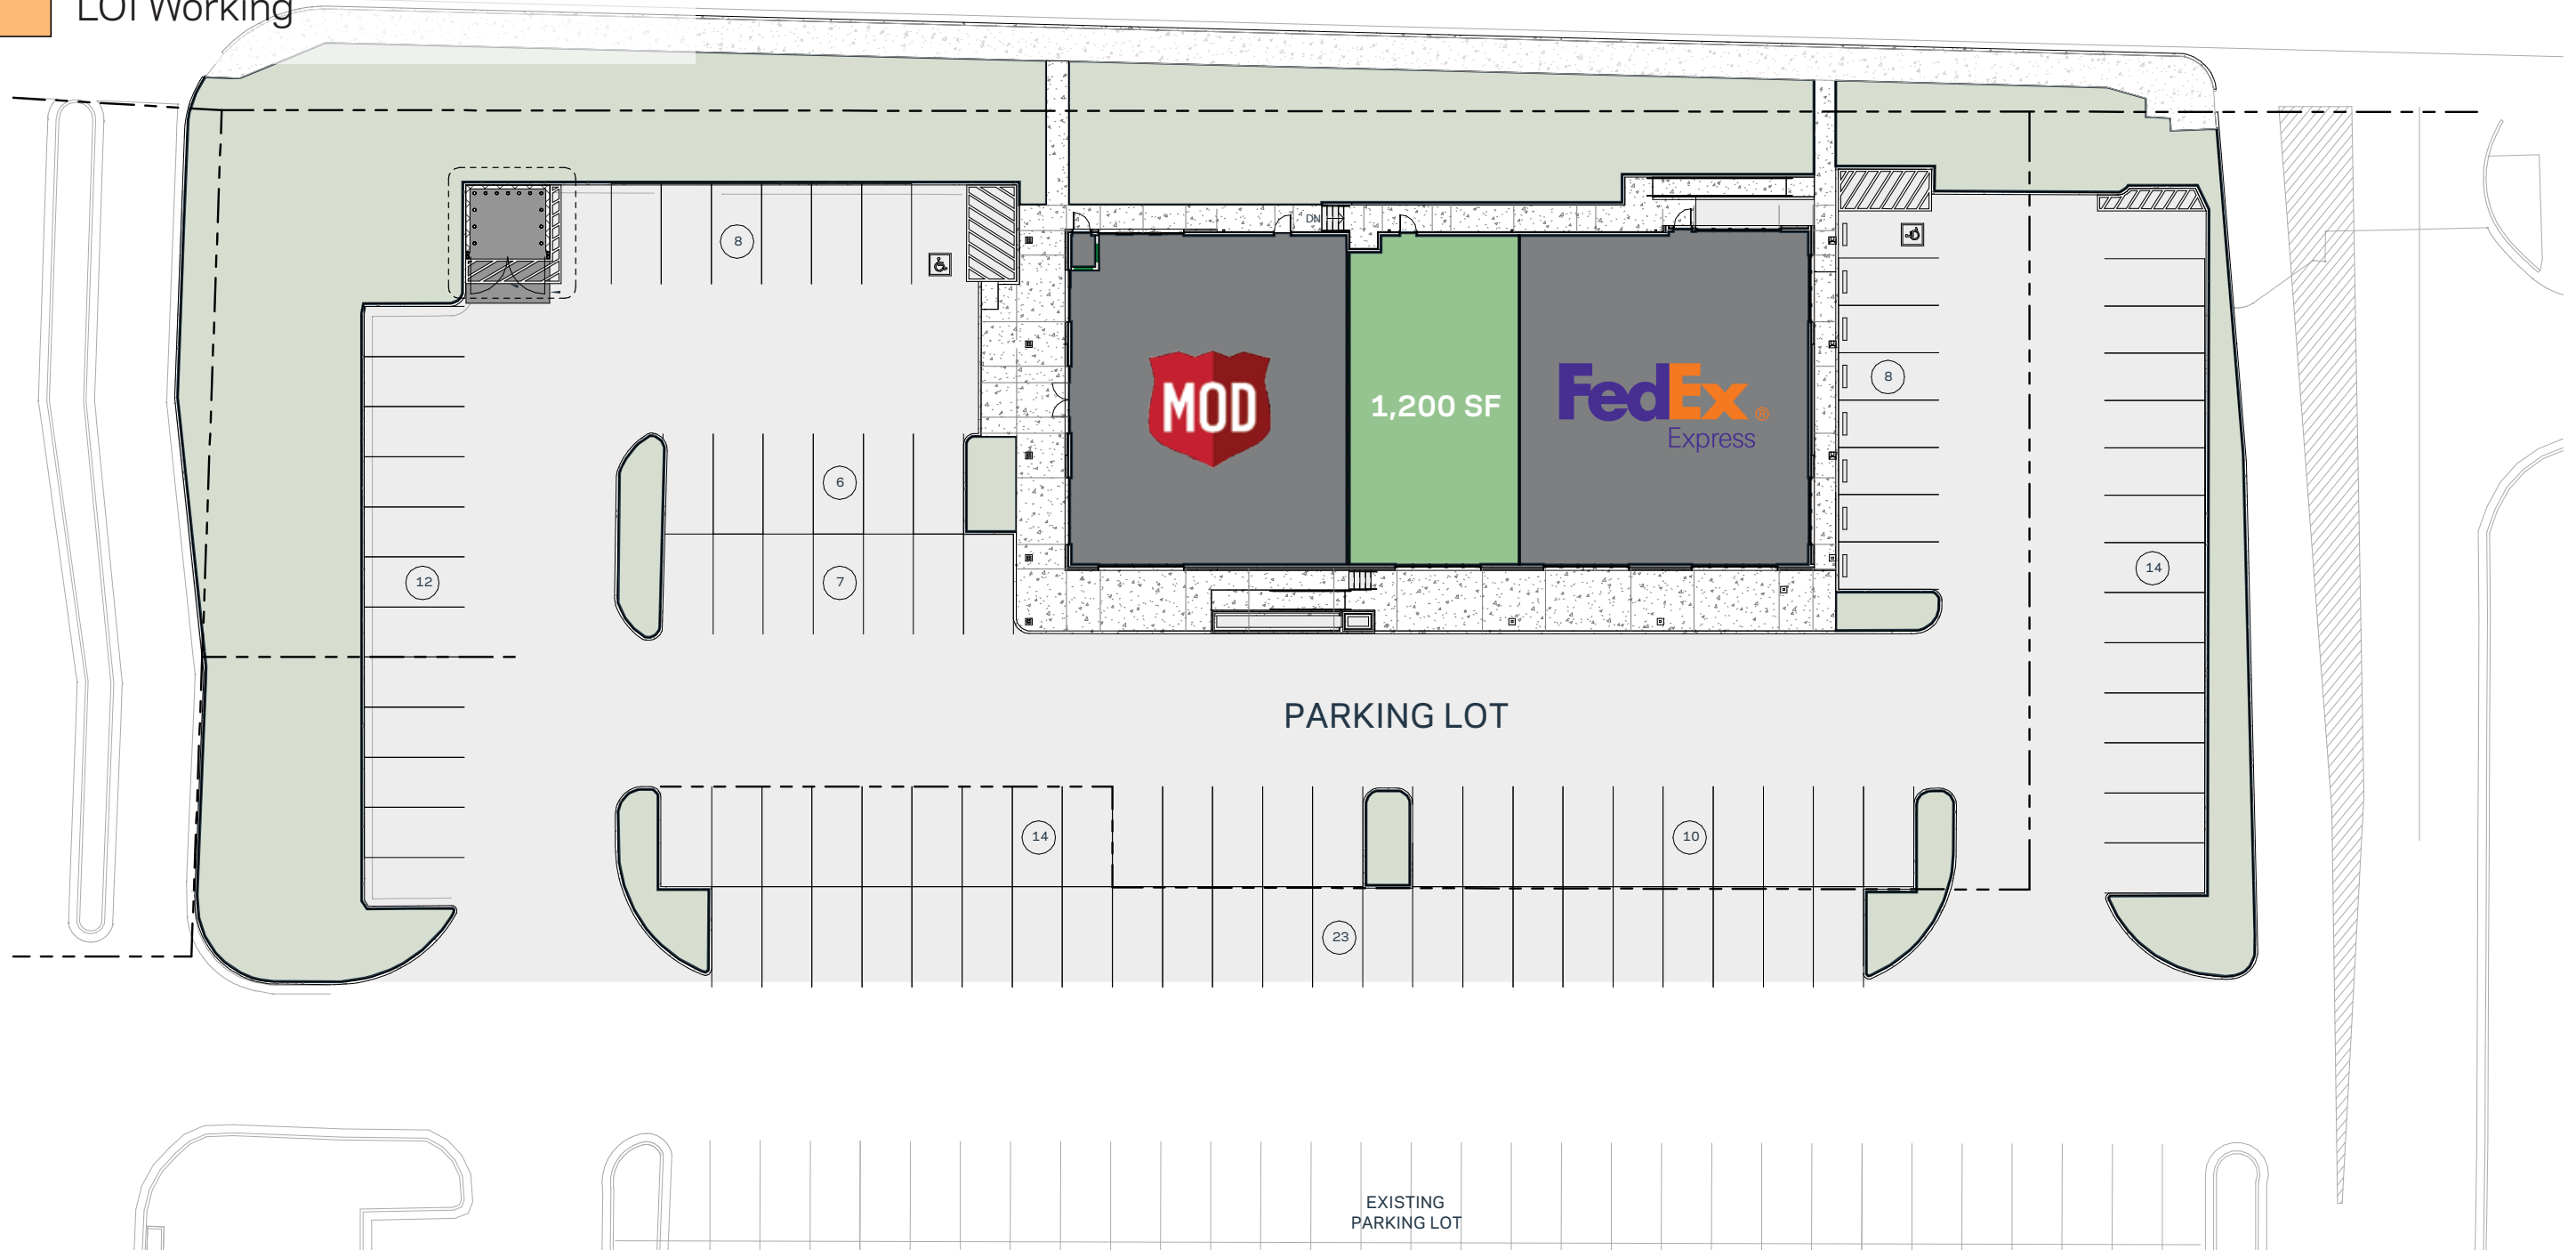 LOI Working
8
DN
MOD
1,200 SF
FedEx®
Express
8
6
7
12
14
PARKING LOT
14
10
23
EXISTING
PARKING LOT